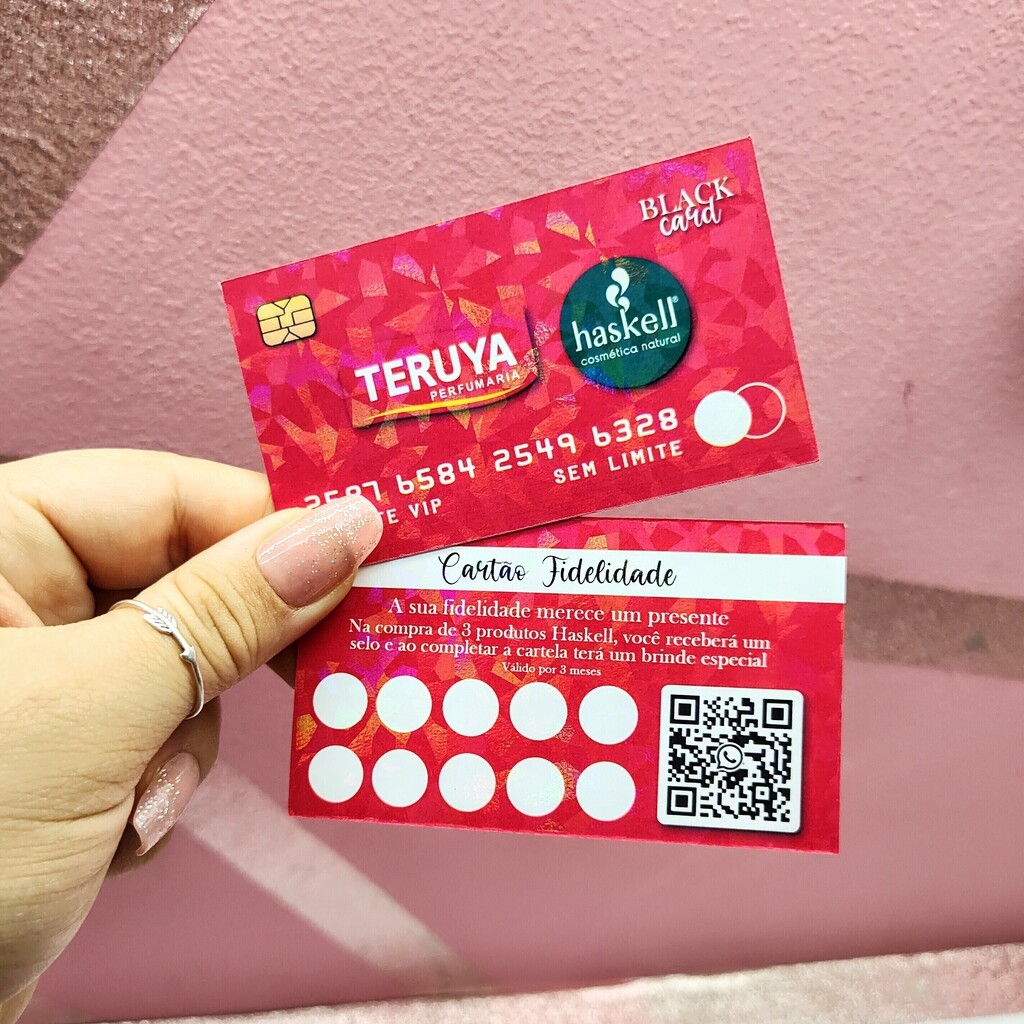 BLACK
card
haskell®
cosmética natural
TERUYA
PERFUMARIA
6584 2549 6328
SEM LIMITE
VIP
Cartão Fidelidade
A sua fidelidade merece um presente
Na compra de 3 produtos Haskell, você receberá um
selo e ao completar a cartela terá um brinde especial
Válido por 3 meses